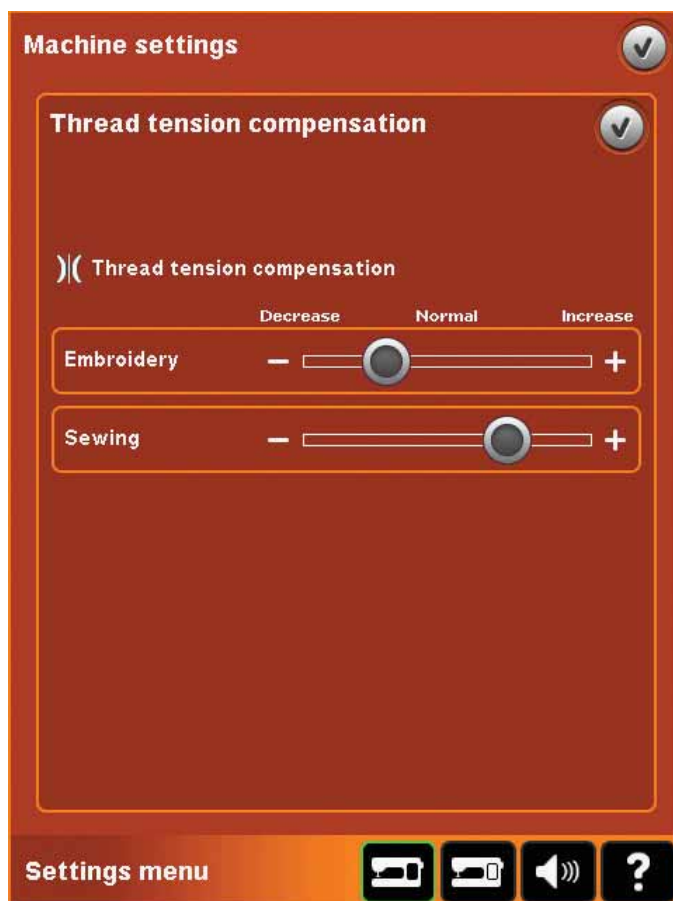 Machine settings
Thread tension compensation
Thread tension compensation
Decrease Normal Increase
Embroidery − +
Sewing − +
Settings menu ?